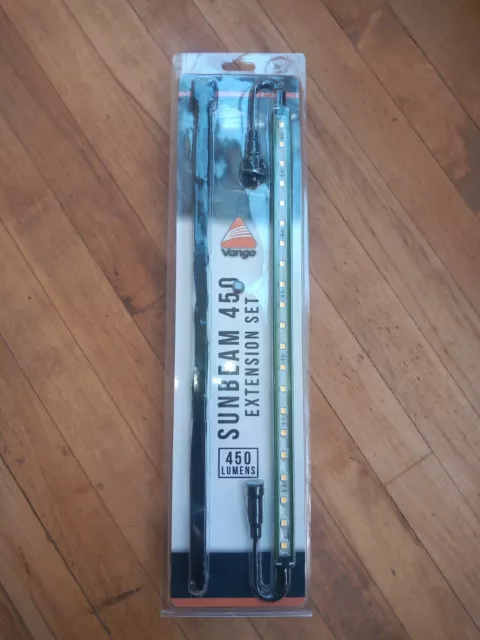 Vango
SUNBEAM 450
EXTENSION SET
450
LUMENS